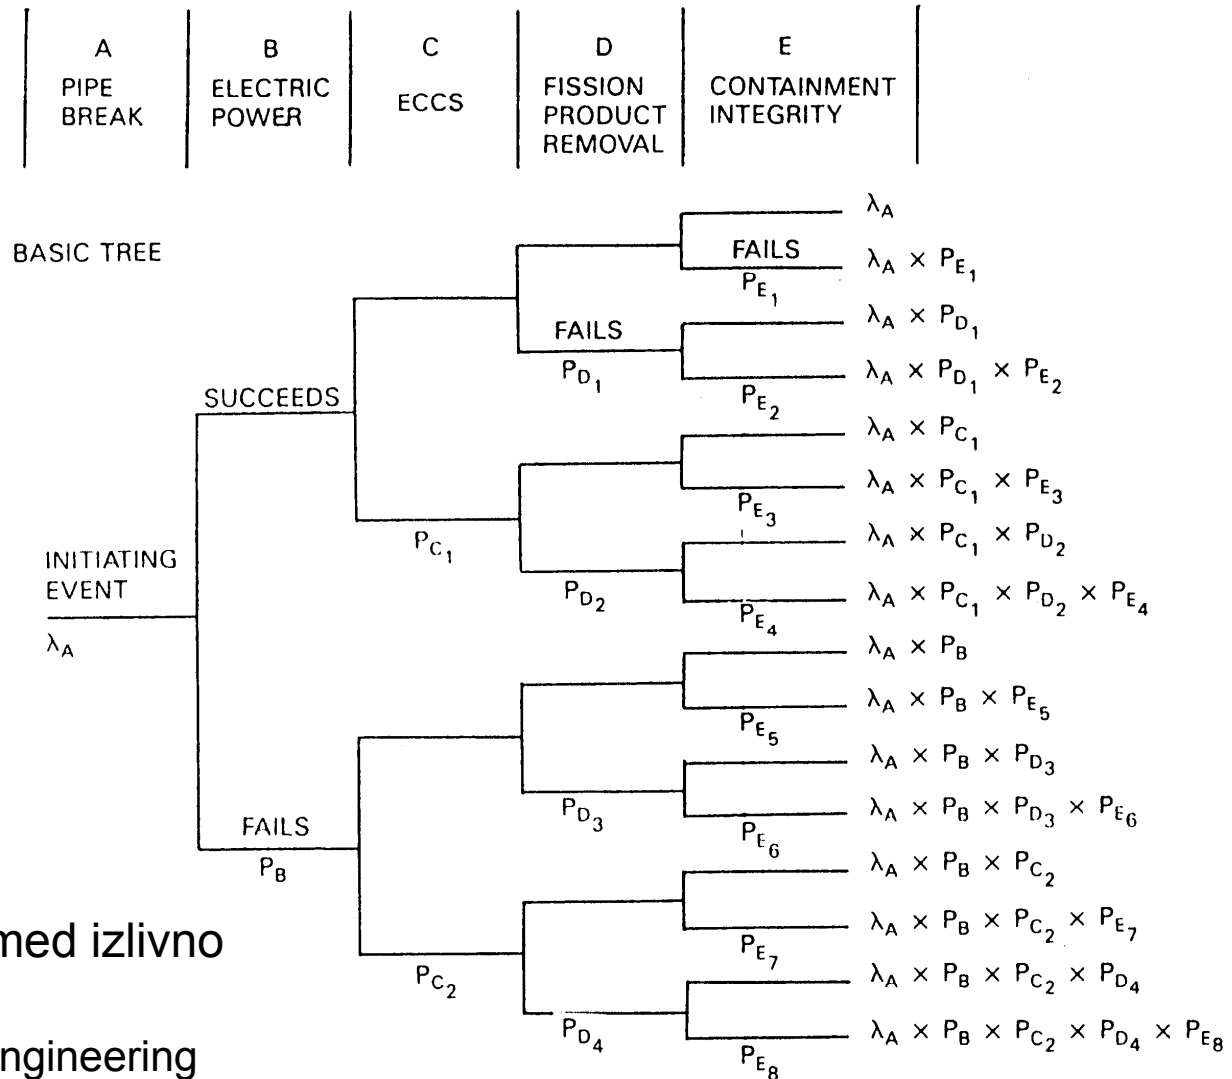 A
PIPE
BREAK
B
ELECTRIC
POWER
C
ECCS
D
FISSION
PRODUCT
REMOVAL
E
CONTAINMENT
INTEGRITY
BASIC TREE
INITIATING
EVENT
λA
SUCCEEDS
FAILS
PB
PC1
PC2
FAILS
PD1
PD2
PD3
PD4
FAILS
PE1
PE2
PE3
PE4
PE5
PE6
PE7
PE8
λA
λA × PE1
λA × PD1
λA × PD1 × PE2
λA × PC1
λA × PC1 × PE3
λA × PC1 × PD2
λA × PC1 × PD2 × PE4
λA × PB
λA × PB × PE5
λA × PB × PD3
λA × PB × PD3 × PE6
λA × PB × PC2
λA × PB × PC2 × PE7
λA × PB × PC2 × PD4
λA × PB × PC2 × PD4 × PE8
med izlivno
ngineering